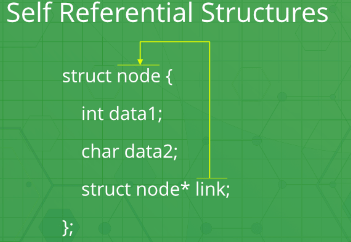 Self Referential Structures
struct node {
int data1;
char data2;
struct node* link;
};